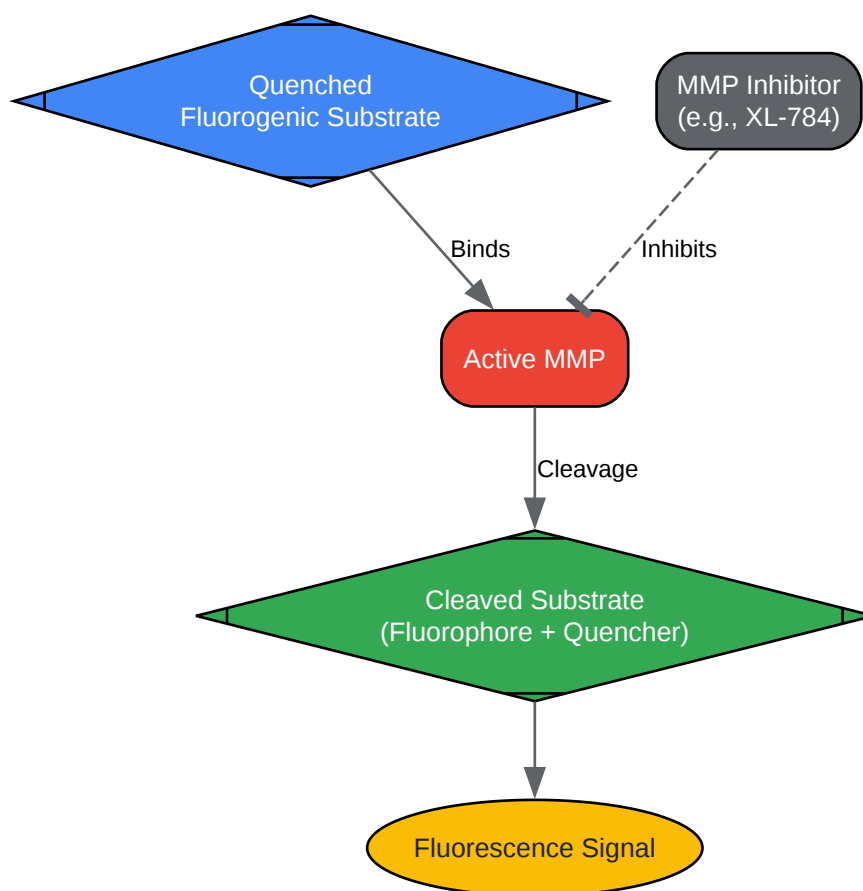 Quenched
Fluorogenic Substrate
MMP Inhibitor
(e.g., XL-784)
Binds
Inhibits
Active MMP
Cleavage
Cleaved Substrate
(Fluorophore + Quencher)
Fluorescence Signal